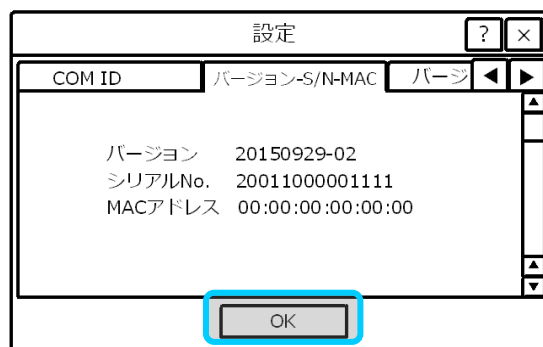 設定 ? ×
COM ID バージョン-S/N-MAC バージ ◀ ▶
バージョン 20150929-02
シリアルNo. 20011000001111
MACアドレス 00:00:00:00:00:00
OK